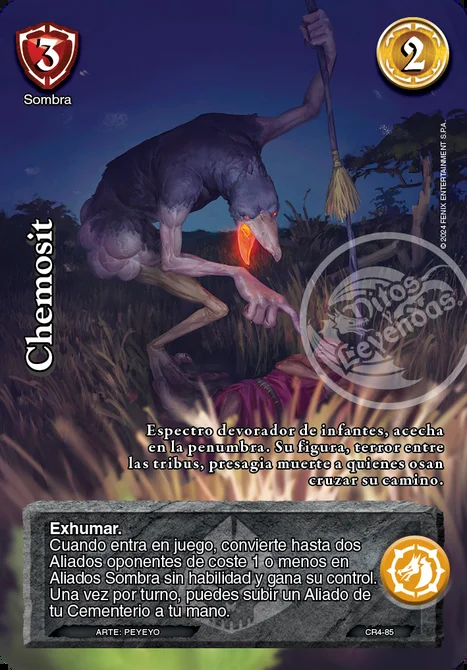 3
2
Sombra
© 2024 FENIX ENTERTAINMENT S.P.A.
Chemosit
Mitos
y
Leyendas
Espectro devorador de infantes, acecha
en la penumbra. Su figura, terror entre
las tribus, presagia muerte a quienes osan
cruzar su camino.
Exhumar.
Cuando entra en juego, convierte hasta dos
Aliados oponentes de coste 1 o menos en
Aliados Sombra sin habilidad y gana su control.
Una vez por turno, puedes subir un Aliado de
tu Cementerio a tu mano.
ARTE: PEYEYO
CR4-85